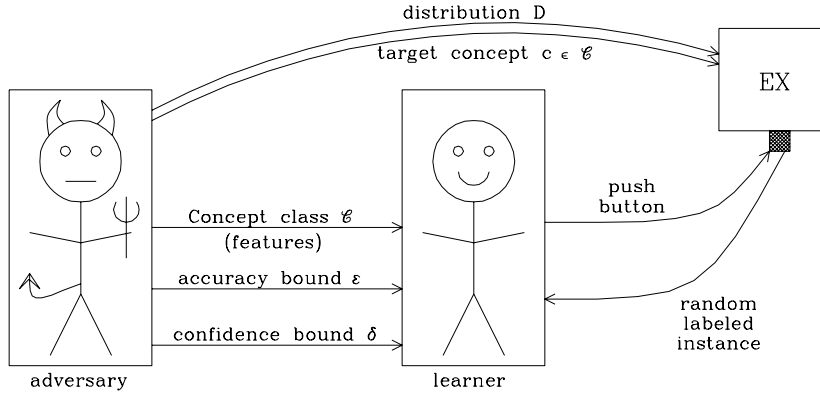 distribution D
target concept c ϵ 𝒞
EX
push
button
Concept class 𝒞
(features)
accuracy bound ε
confidence bound δ
random
labeled
instance
adversary
learner